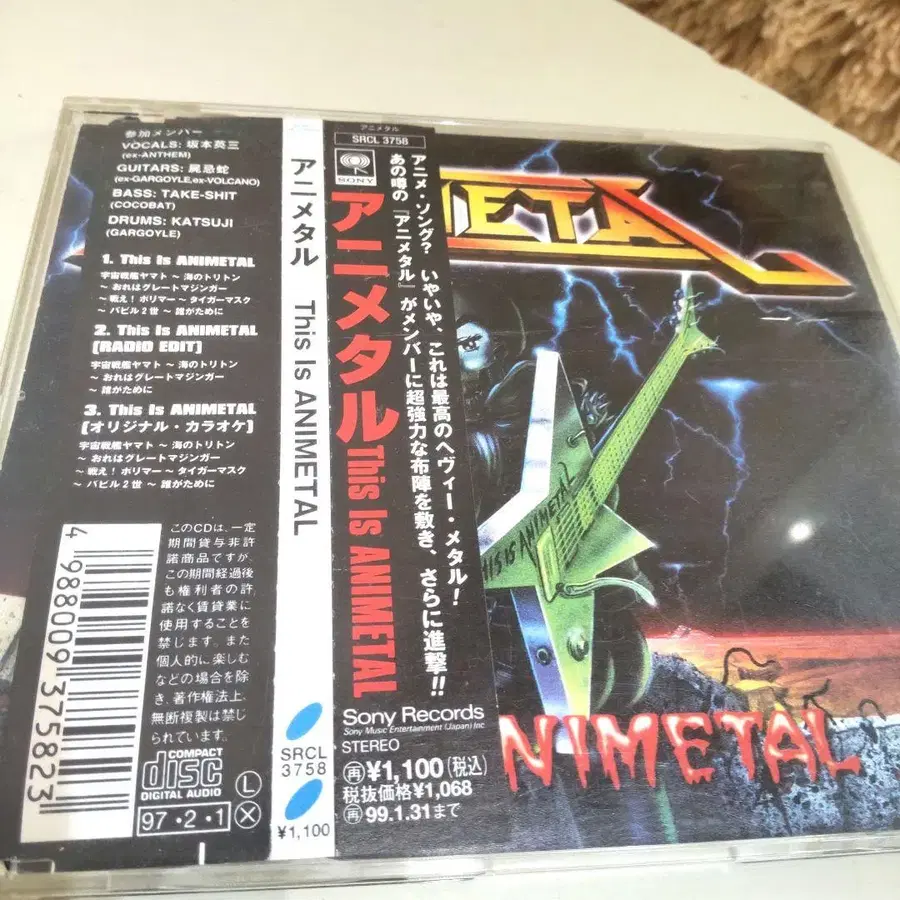 参加メンバー
VOCALS: 坂本英三
(ex-ANTHEM)
GUITARS: 屍忌蛇
(ex-GARGOYLE,ex-VOLCANO)
BASS: TAKE-SHIT
(COCOBAT)
DRUMS: KATSUJI
(GARGOYLE)
1. This Is ANIMETAL
宇宙戦艦ヤマト ～ 海のトリトン
～ おれはグレートマジンガー
～ 戦え! ポリマー ～ タイガーマスク
～ バビル2世 ～ 誰がために
2. This Is ANIMETAL
(RADIO EDIT)
宇宙戦艦ヤマト ～ 海のトリトン
～ おれはグレートマジンガー
～ 誰がために
3. This Is ANIMETAL
(オリジナル・カラオケ)
宇宙戦艦ヤマト ～ 海のトリトン
～ おれはグレートマジンガー
～ 戦え! ポリマー ～ タイガーマスク
～ バビル2世 ～ 誰がために
4 988009 375823
このCDは、一定
期間貸与非許
諾商品ですが、
この期間経過後
も権利者の許
諾なく賃貸業に
使用することを
禁じます。また
個人的に楽しむ
などの場合を除
き、著作権法上、
無断複製は禁じ
られています。
COMPACT
disc
DIGITAL AUDIO
L
X
97・2・1
アニメタル This Is ANIMETAL
SRCL
3758
¥1,100
アニメタル
SRCL 3758
SONY
アニメタル This Is ANIMETAL
アニメ・ソング? いやいや、これは最高のヘヴィー・メタル!
あの噂の『アニメタル』がメンバーに超強力な布陣を敷き、さらに進撃!!
Sony Records
Sony Music Entertainment (Japan) Inc.
STEREO
再¥1,100(税込)
税抜価格¥1,068
再99.1.31まで
METAL
THIS IS ANIMETAL
NIMETAL